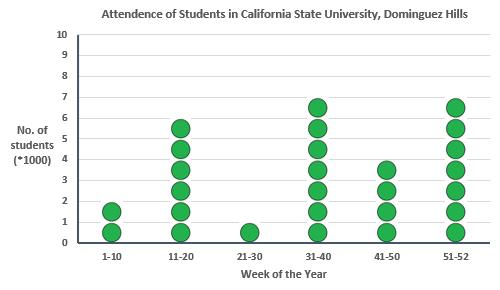 Attendence of Students in California State University, Dominguez Hills
10
9
8
7
6
5
4
3
2
1
0
No. of
students
(*1000)
1-10 11-20 21-30 31-40 41-50 51-52
Week of the Year